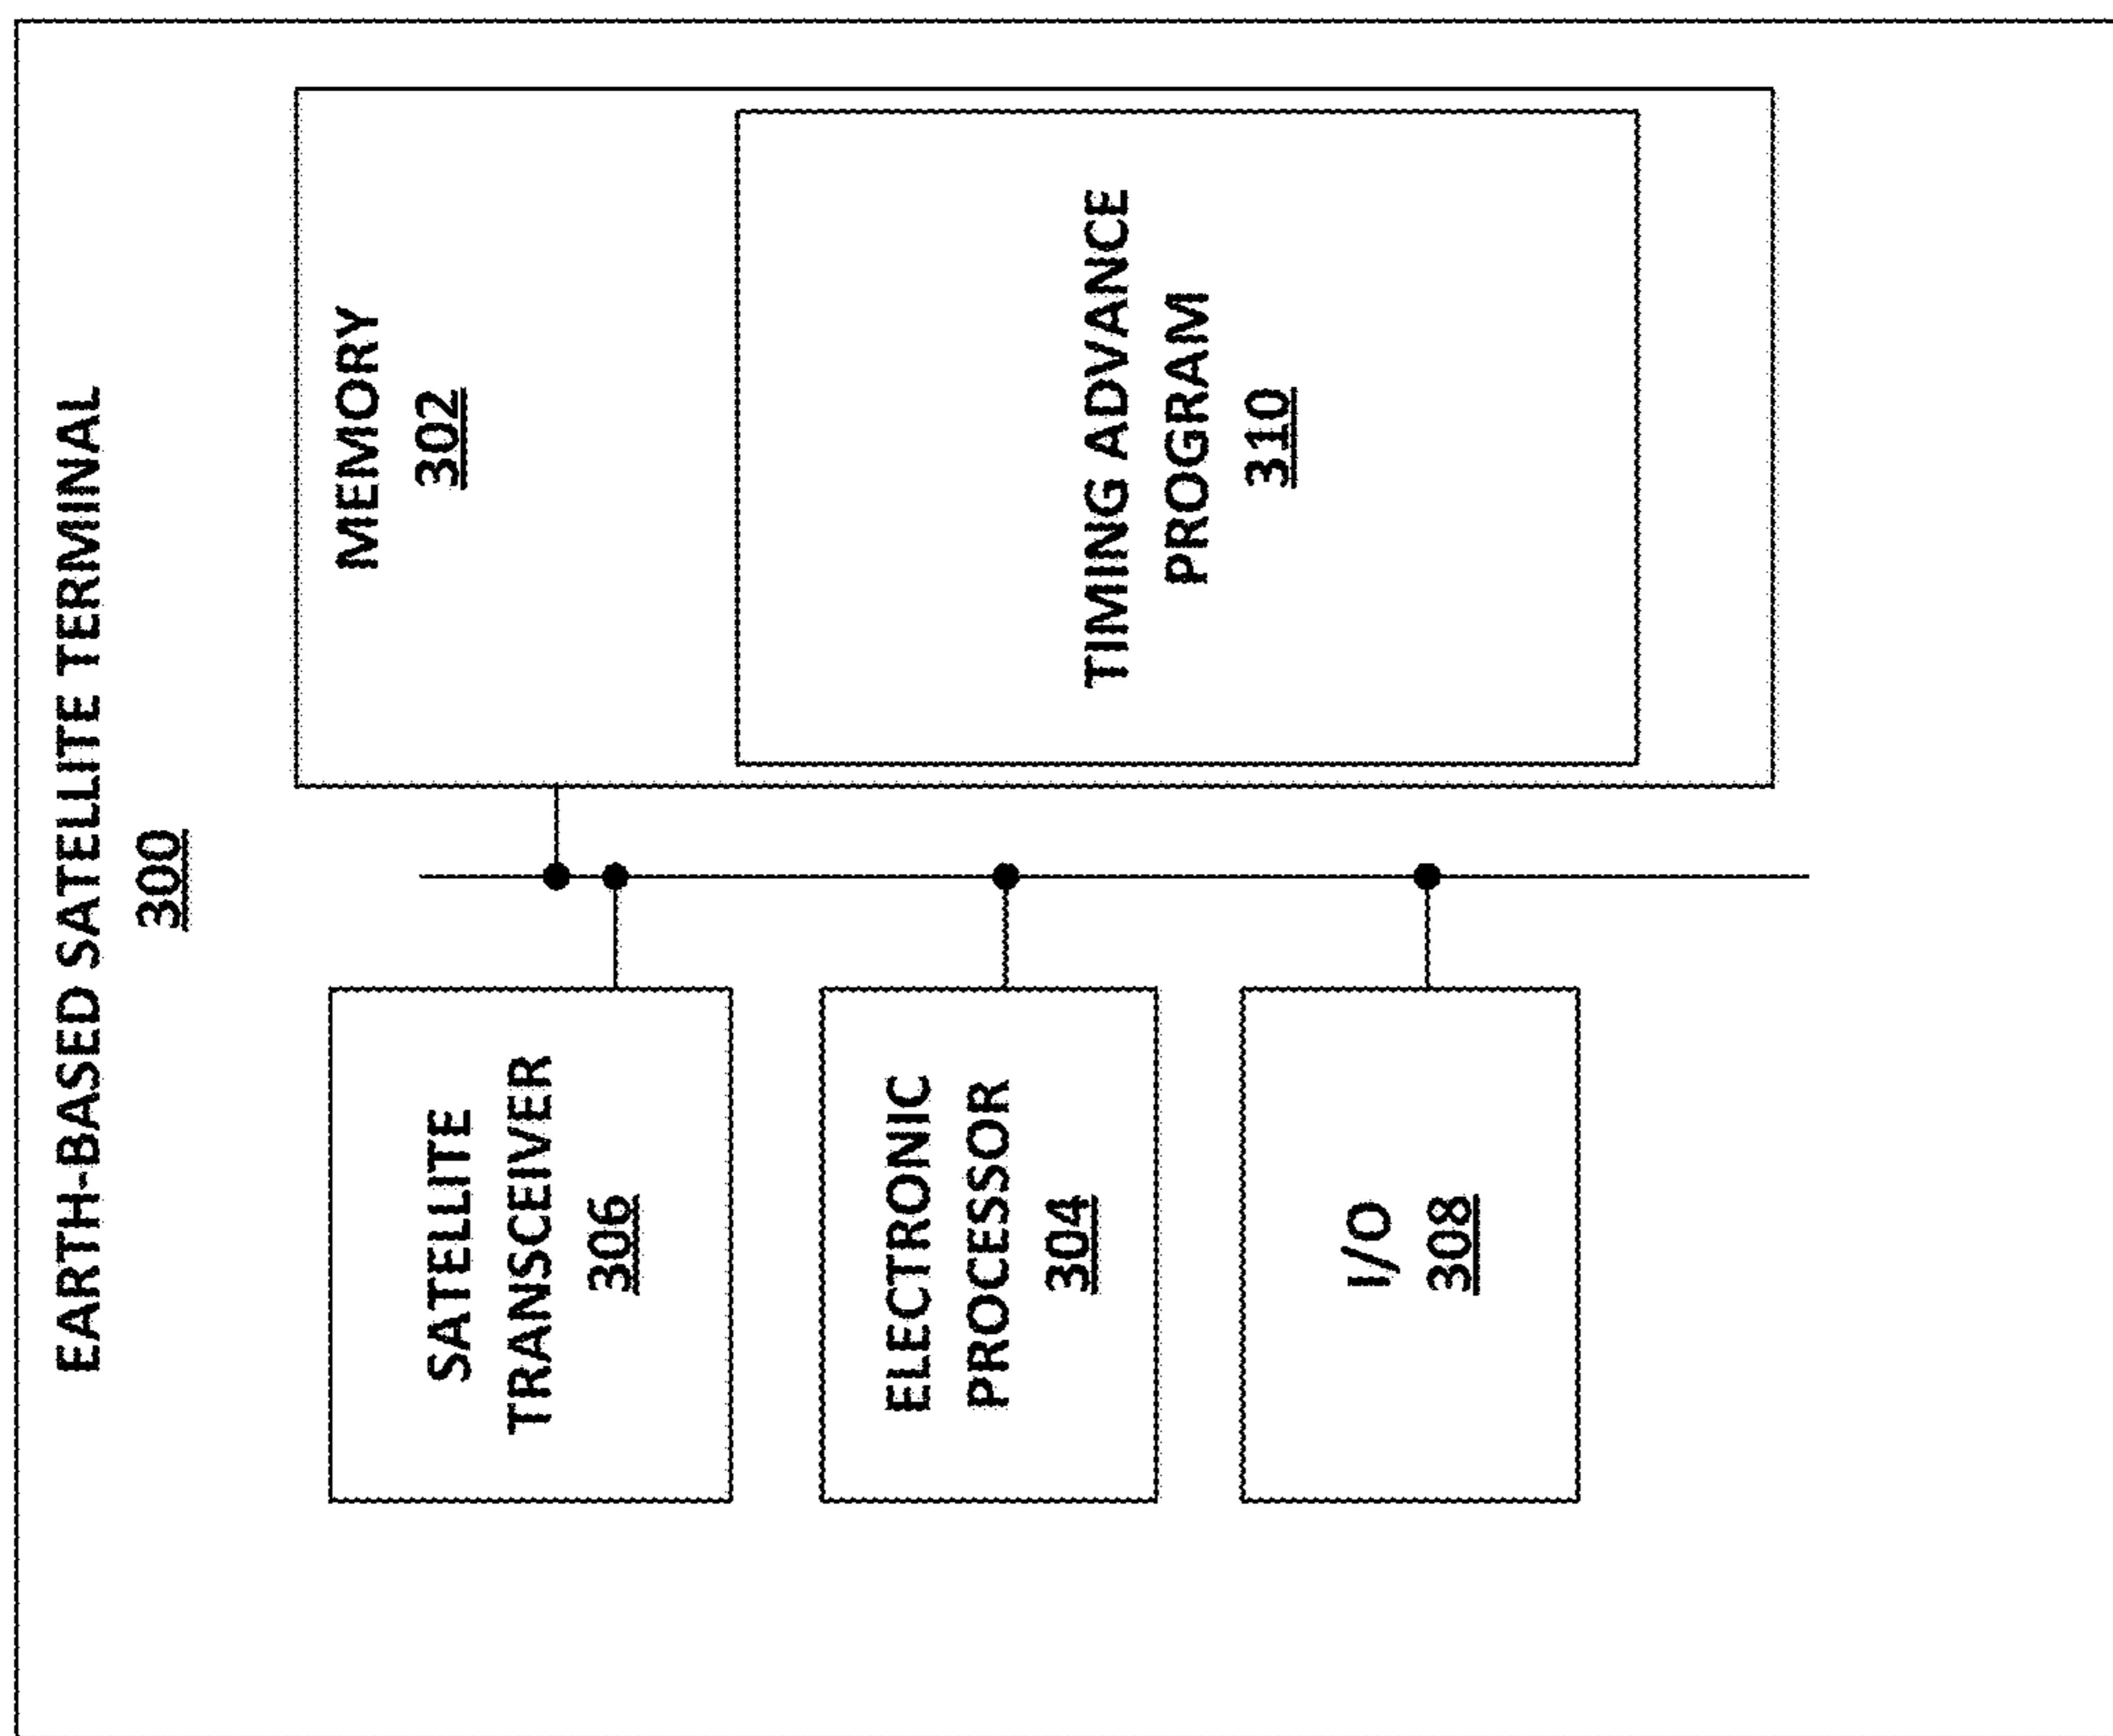 EARTH-BASED SATELLITE TERMINAL
300
SATELLITE
TRANSCEIVER
306
ELECTRONIC
PROCESSOR
304
I/O
308
MEMORY
302
TIMING ADVANCE
PROGRAM
310